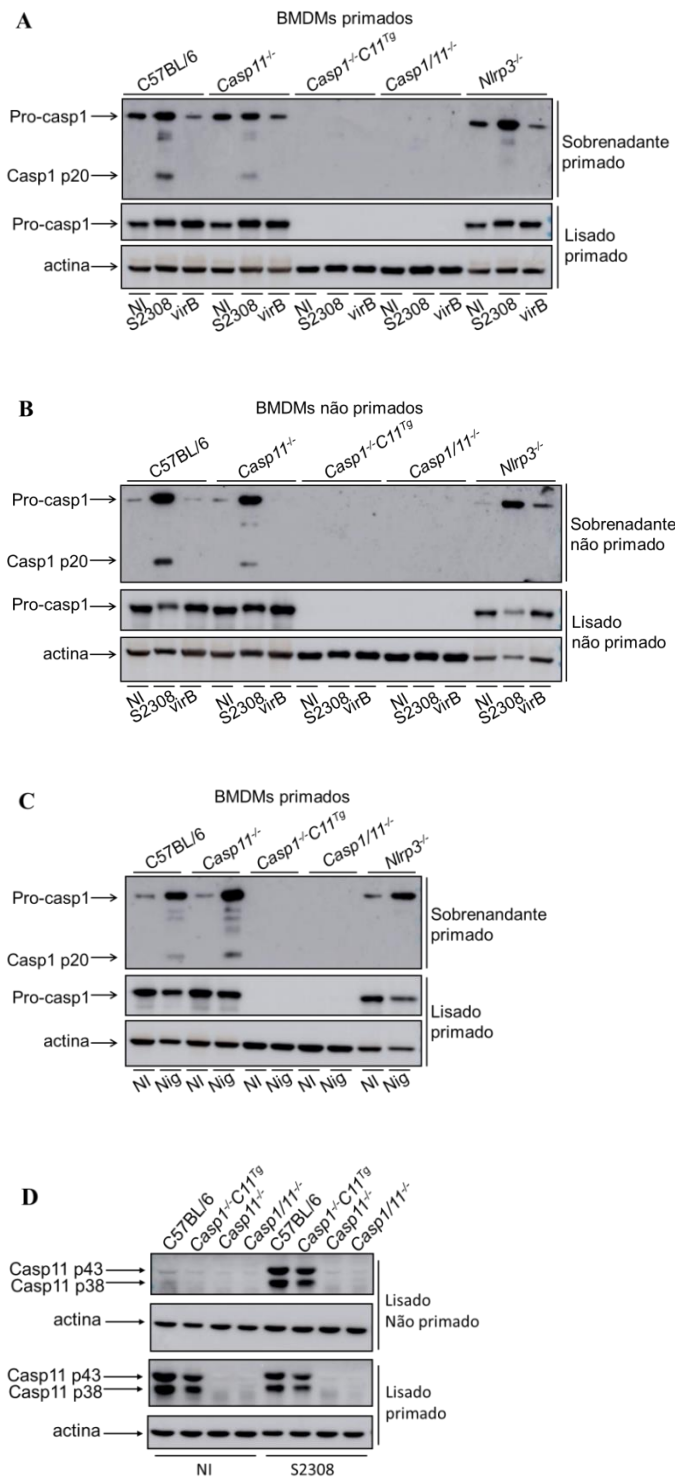 A
BMDMs primados
C57BL/6 Casp11-/- Casp1-/-C11Tg Casp1/11-/- Nlrp3-/-
Pro-casp1
Casp1 p20
Sobrenadante primado
Pro-casp1
Lisado primado
actina
NI S2308 virB NI S2308 virB NI S2308 virB NI S2308 virB NI S2308 virB
B
BMDMs não primados
C57BL/6 Casp11-/- Casp1-/-C11Tg Casp1/11-/- Nlrp3-/-
Pro-casp1
Casp1 p20
Sobrenadante não primado
Pro-casp1
Lisado não primado
actina
NI S2308 virB NI S2308 virB NI S2308 virB NI S2308 virB NI S2308 virB
C
BMDMs primados
C57BL/6 Casp11-/- Casp1-/-C11Tg Casp1/11-/- Nlrp3-/-
Pro-casp1
Casp1 p20
Sobrenandante primado
Pro-casp1
Lisado primado
actina
NI Nig NI Nig NI Nig NI Nig NI Nig
D
C57BL/6 Casp1-/-C11Tg Casp11-/- Casp1/11-/- C57BL/6 Casp1-/-C11Tg Casp11-/- Casp1/11-/-
Casp11 p43
Casp11 p38
Lisado Não primado
actina
Casp11 p43
Casp11 p38
Lisado primado
actina
NI S2308